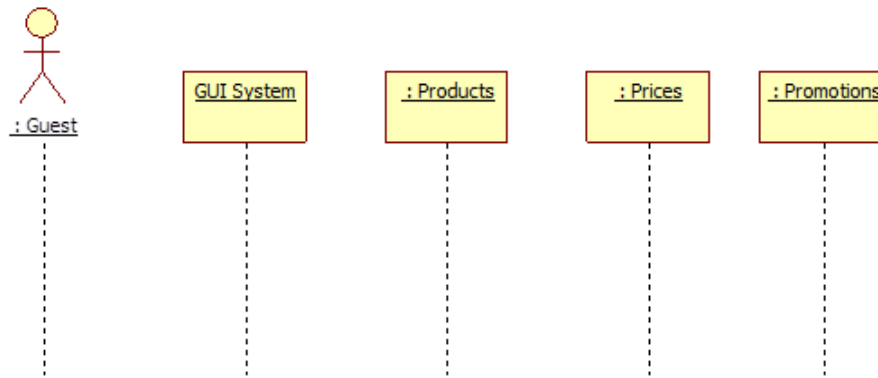 : Guest
GUI System
: Products
: Prices
: Promotions